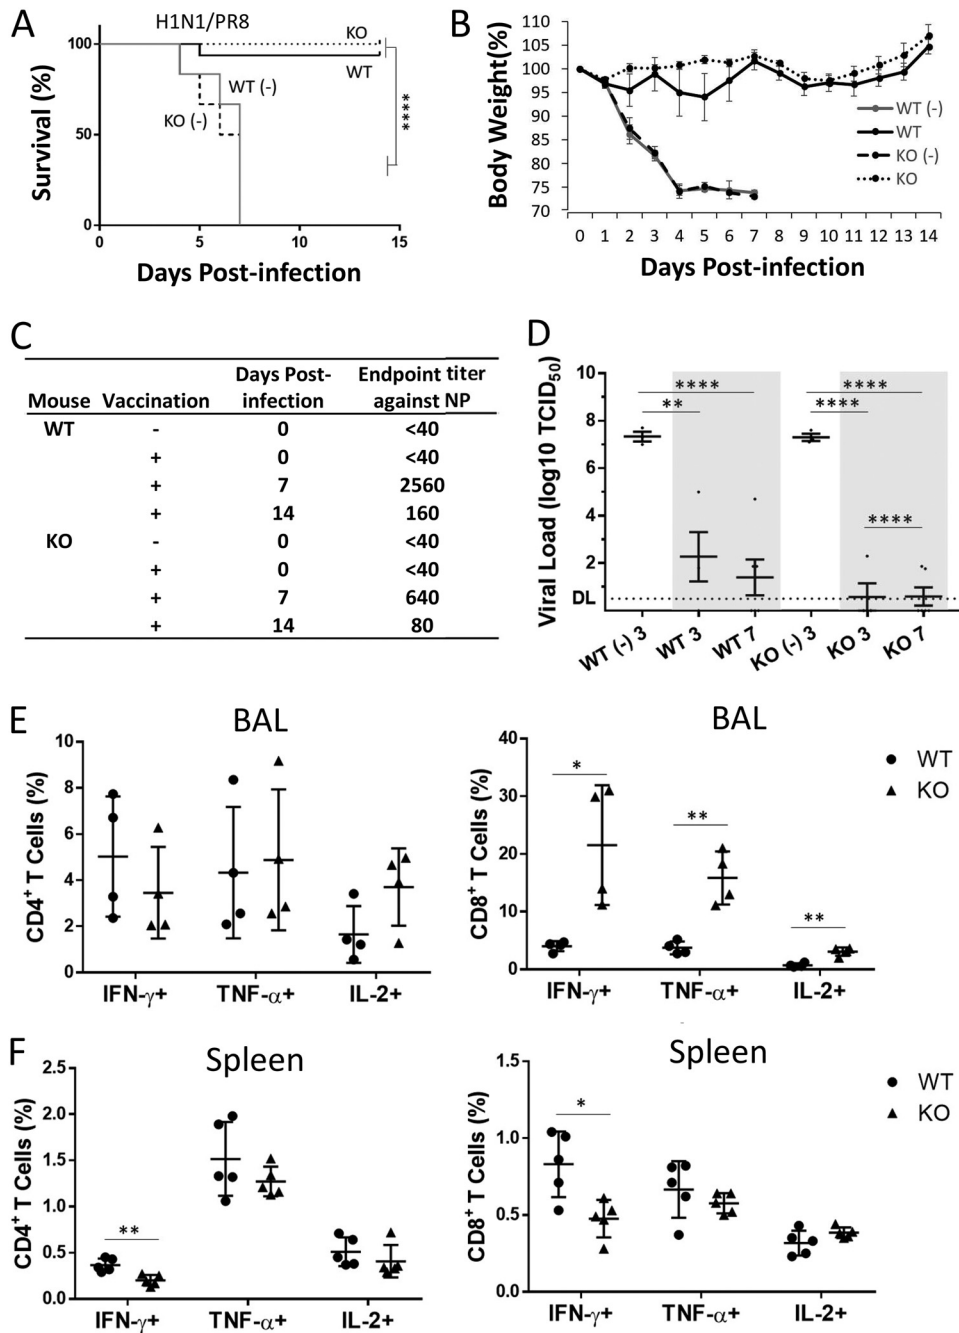 A
H1N1/PR8
Survival (%)
100
50
0
KO
WT
WT (-)
KO (-)
****
0 5 10 15
Days Post-infection
B
Body Weight(%)
110
105
100
95
90
85
80
75
70
WT (-)
WT
KO (-)
KO
0 1 2 3 4 5 6 7 8 9 10 11 12 13 14
Days Post-infection
C
Mouse Vaccination Days Post-infection Endpoint titer against NP
WT - 0 <40
+ 0 <40
+ 7 2560
+ 14 160
KO - 0 <40
+ 0 <40
+ 7 640
+ 14 80
D
Viral Load (log10 TCID50)
10
8
6
4
2
0
DL
**** ****
** ****
****
WT (-) 3 WT 3 WT 7 KO (-) 3 KO 3 KO 7
E
BAL
CD4+ T Cells (%)
10
8
6
4
2
0
IFN-γ+ TNF-α+ IL-2+
BAL
CD8+ T Cells (%)
40
30
20
10
0
*
**
**
IFN-γ+ TNF-α+ IL-2+
WT
KO
F
Spleen
CD4+ T Cells (%)
2.5
2.0
1.5
1.0
0.5
0.0
**
IFN-γ+ TNF-α+ IL-2+
Spleen
CD8+ T Cells (%)
1.5
1.0
0.5
0.0
*
IFN-γ+ TNF-α+ IL-2+
WT
KO